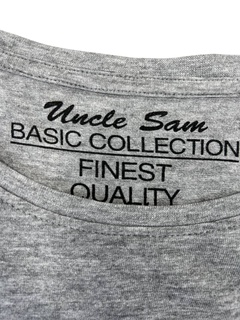 Uncle Sam
BASIC COLLECTION
FINEST
QUALITY